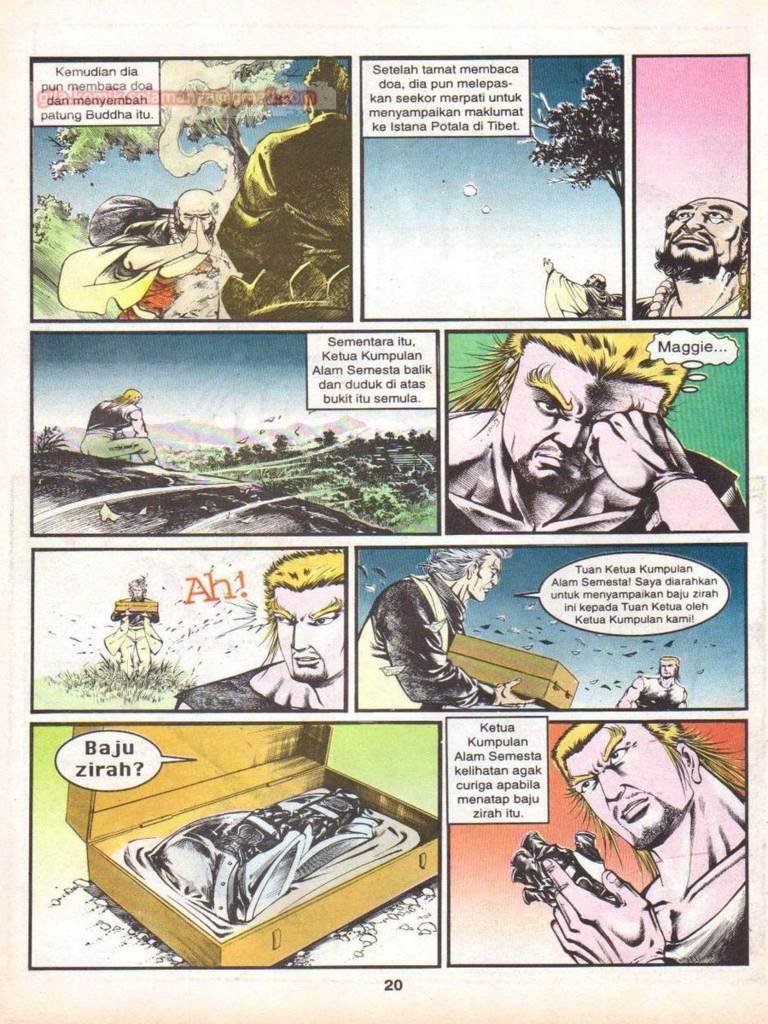 Kemudian dia
pun membaca doa
dan menyembah
patung Buddha itu.
Setelah tamat membaca
doa, dia pun melepas-
kan seekor merpati untuk
menyampaikan maklumat
ke Istana Potala di Tibet.
Sementara itu,
Ketua Kumpulan
Alam Semesta balik
dan duduk di atas
bukit itu semula.
Maggie...
Ah!
Tuan Ketua Kumpulan
Alam Semesta! Saya diarahkan
untuk menyampaikan baju zirah
ini kepada Tuan Ketua oleh
Ketua Kumpulan kami!
Baju
zirah?
Ketua
Kumpulan
Alam Semesta
kelihatan agak
curiga apabila
menatap baju
zirah itu.
20